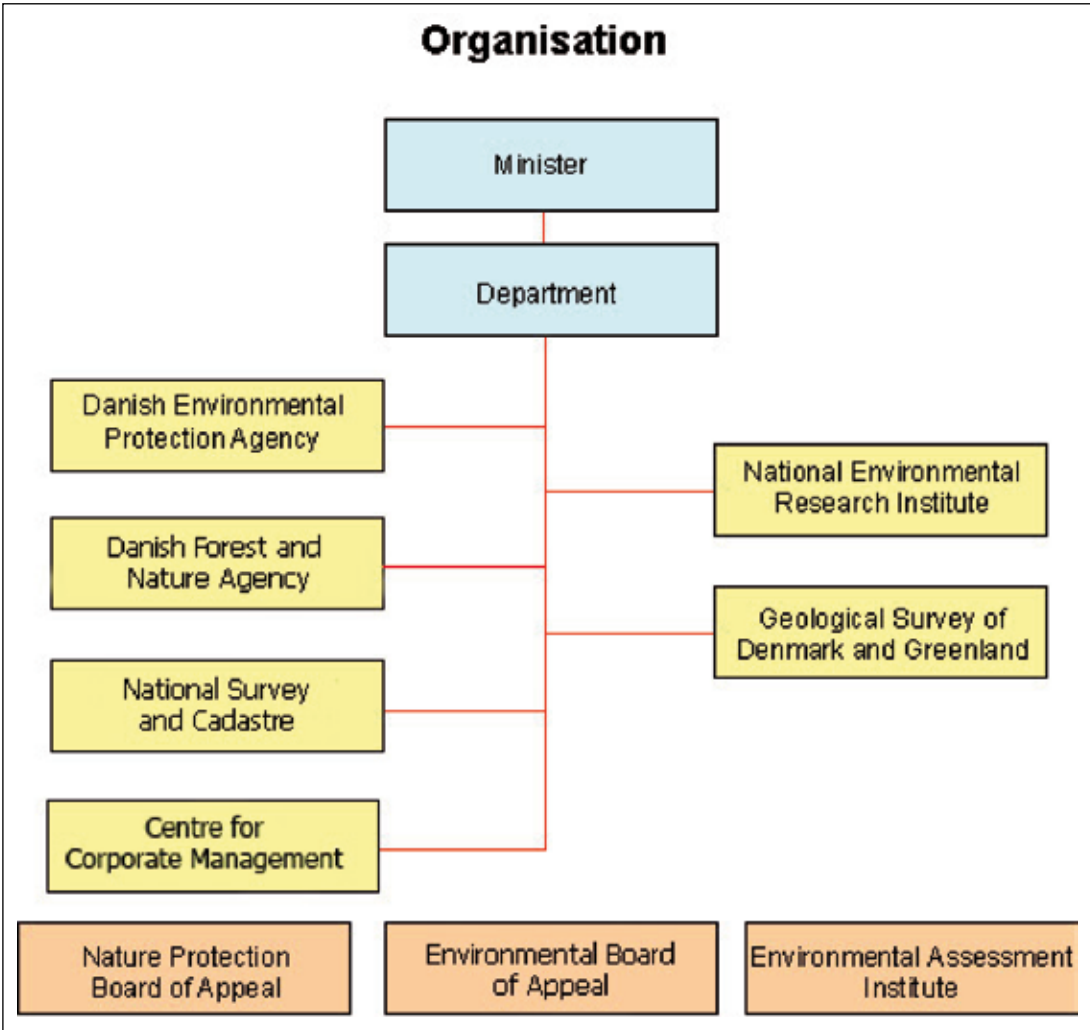 Organisation
Minister
Department
Danish Environmental
Protection Agency
National Environmental
Research Institute
Danish Forest and
Nature Agency
Geological Survey of
Denmark and Greenland
National Survey
and Cadastre
Centre for
Corporate Management
Nature Protection
Board of Appeal
Environmental Board
of Appeal
Environmental Assessment
Institute